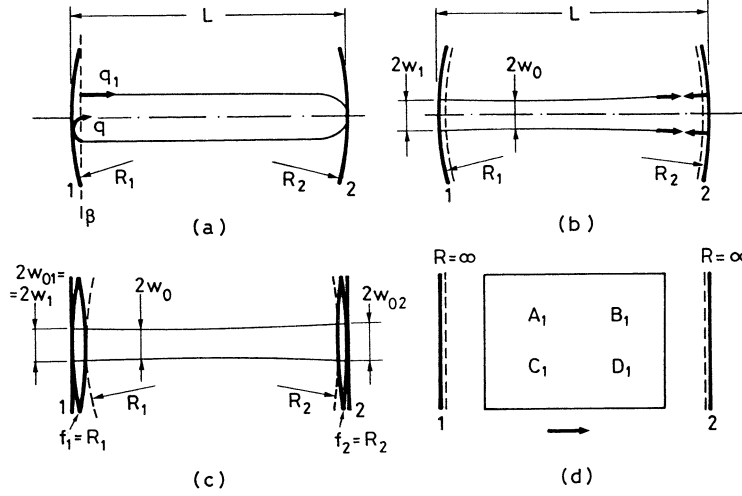 L
q₁
q
R₁
R₂
1
β
2
(a)
L
2w₁
2w₀
R₁
R₂
1
2
(b)
2w₀₁=
=2w₁
2w₀
2w₀₂
R₁
R₂
1
2
f₁=R₁
f₂=R₂
(c)
R=∞
R=∞
A₁ B₁
C₁ D₁
1
2
(d)